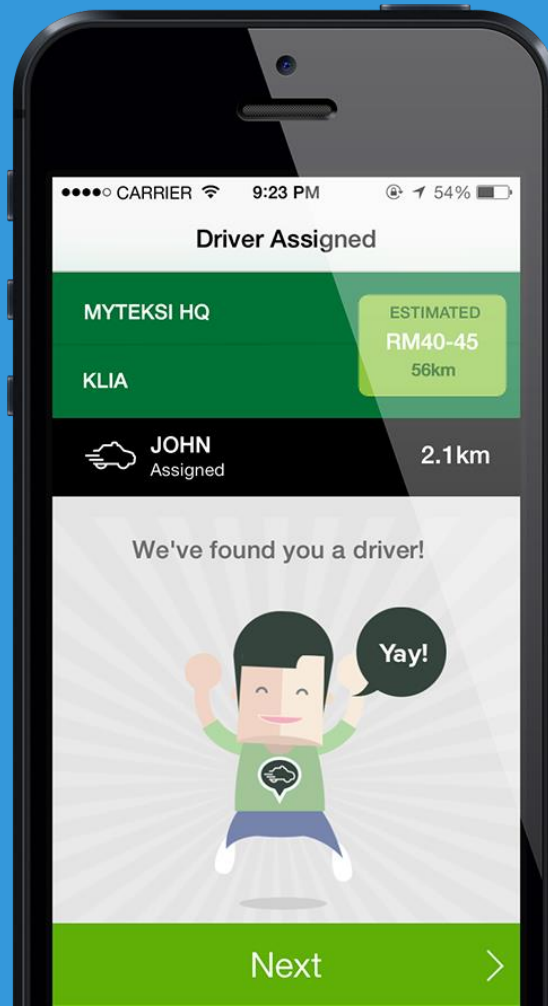 ●●●●○ CARRIER 9:23 PM 54%
Driver Assigned
MYTEKSI HQ
ESTIMATED
RM40-45
56km
KLIA
JOHN
Assigned
2.1km
We've found you a driver!
Yay!
Next